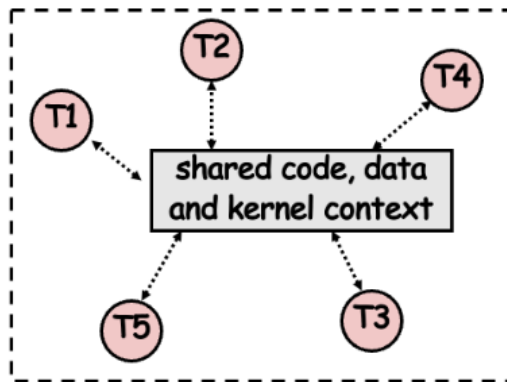 T2
T4
T1
shared code, data
and kernel context
T5
T3